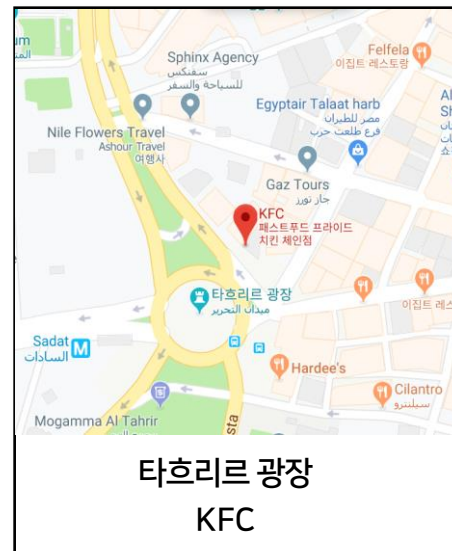 um
المت
Sphinx Agency
سفنكس
للسياحة والسفر
Felfela
이집트 레스토랑
Egyptair Talaat harb
مصر للطيران
فرع طلعت حرب
Nile Flowers Travel
Ashour Travel
여행사
Gaz Tours
جاز تورز
KFC
패스트푸드 프라이드
치킨 체인점
타흐리르 광장
ميدان التحرير
이집트 레스
Sadat
السادات
M
Hardee's
Cilantro
سيلنترو
Mogamma Al Tahrir
타흐리르 광장
KFC